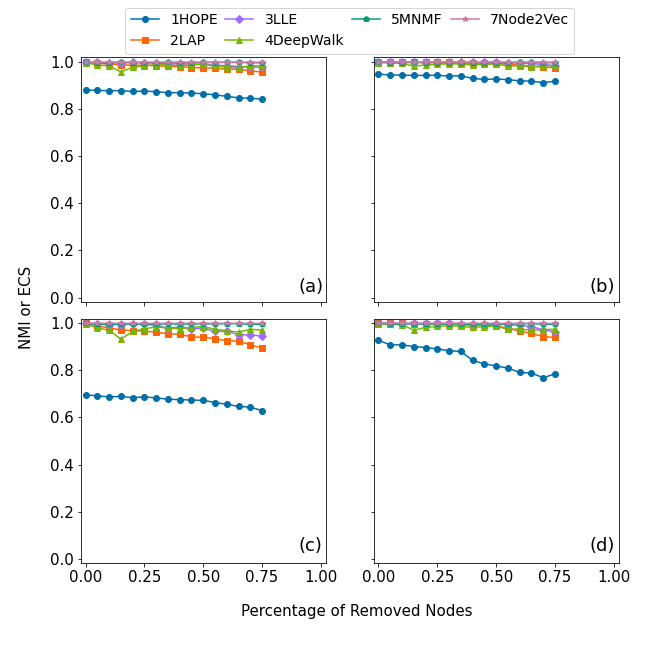 1HOPE 3LLE 5MNMF 7Node2Vec
2LAP 4DeepWalk
1.0
0.8
0.6
0.4
0.2
0.0
(a) (b)
NMI or ECS
1.0
0.8
0.6
0.4
0.2
0.0
(c) (d)
0.00 0.25 0.50 0.75 1.00 0.00 0.25 0.50 0.75 1.00
Percentage of Removed Nodes